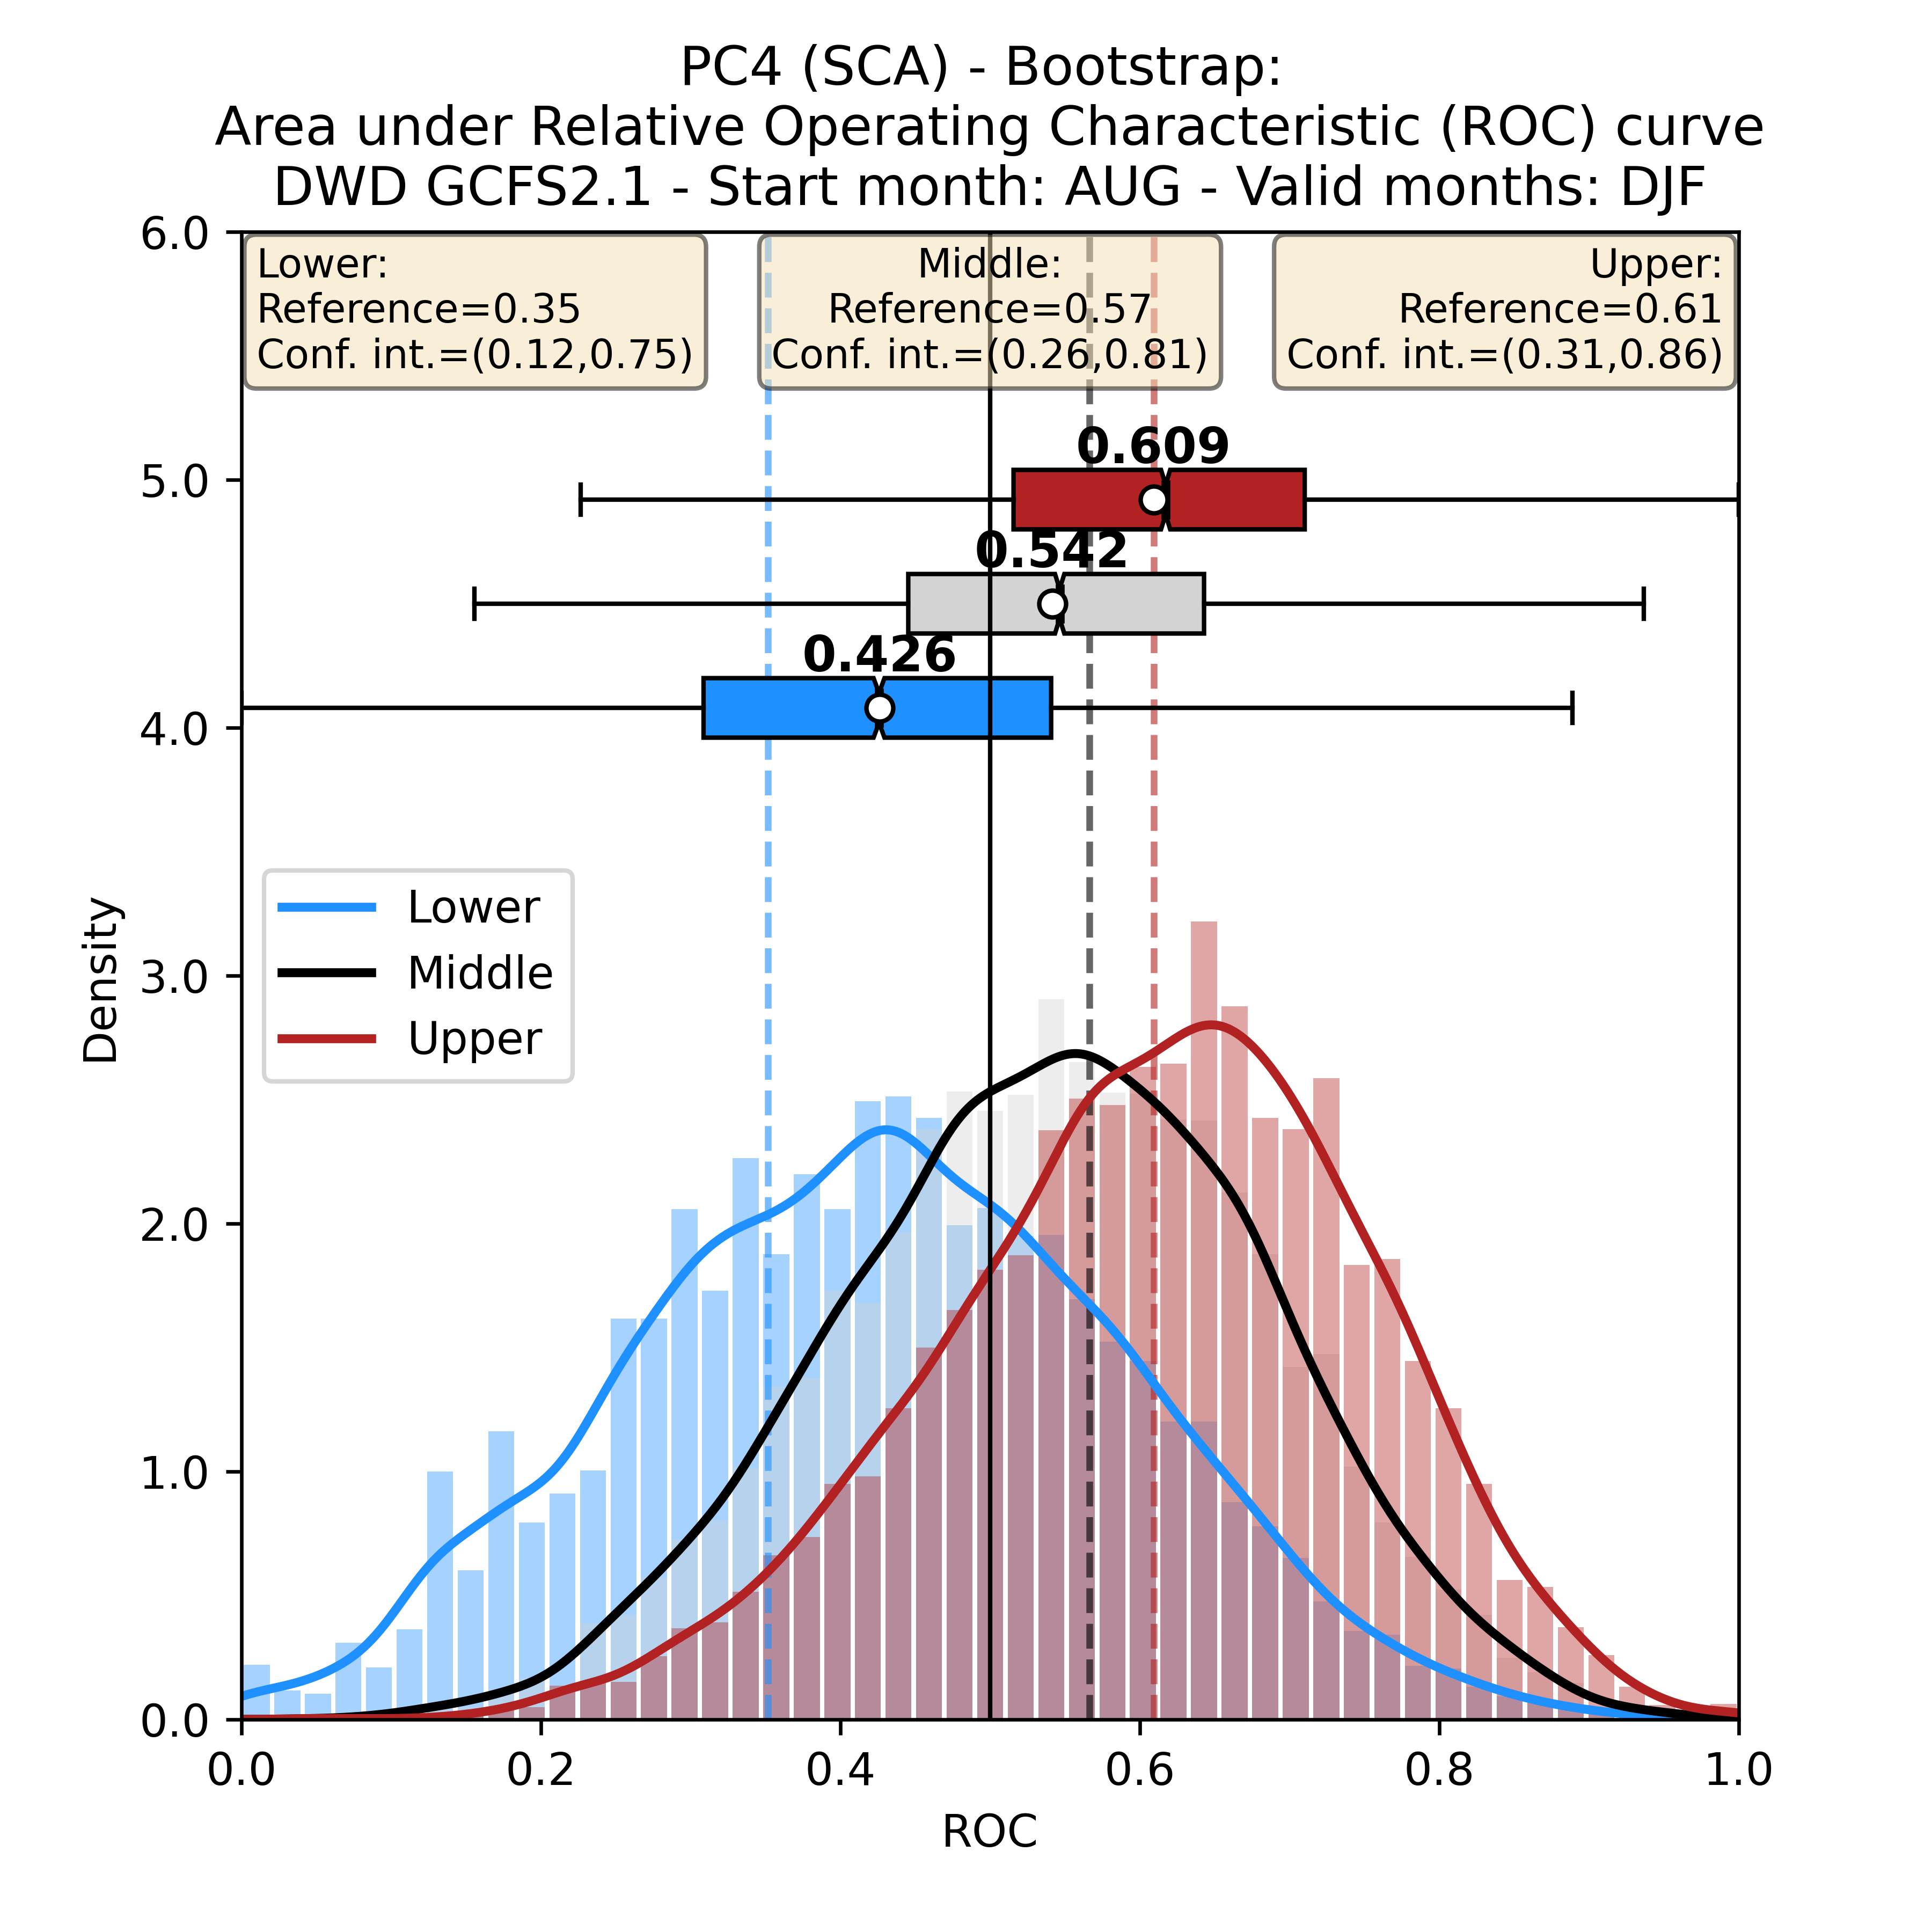 PC4 (SCA) - Bootstrap:
Area under Relative Operating Characteristic (ROC) curve
DWD GCFS2.1 - Start month: AUG - Valid months: DJF
Lower:
Reference=0.35
Conf. int.=(0.12,0.75)
Middle:
Reference=0.57
Conf. int.=(0.26,0.81)
Upper:
Reference=0.61
Conf. int.=(0.31,0.86)
0.609
0.542
0.426
Lower
Middle
Upper
Density
6.0
5.0
4.0
3.0
2.0
1.0
0.0
0.0 0.2 0.4 0.6 0.8 1.0
ROC